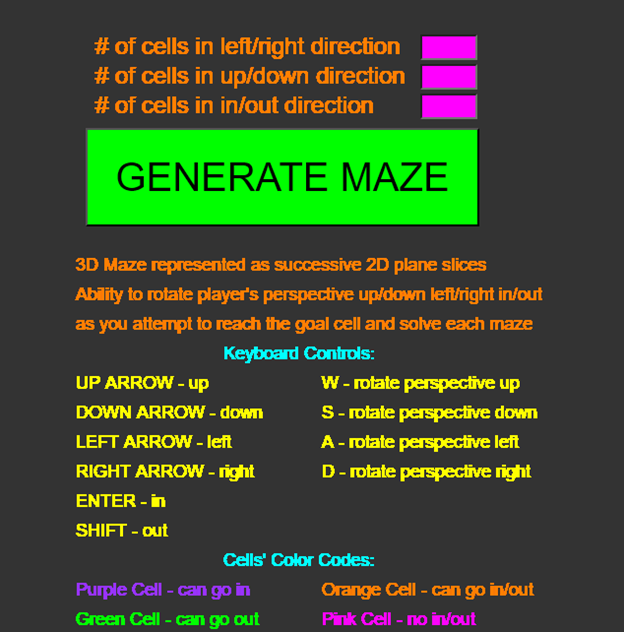 # of cells in left/right direction
# of cells in up/down direction
# of cells in in/out direction
GENERATE MAZE
3D Maze represented as successive 2D plane slices
Ability to rotate player's perspective up/down left/right in/out
as you attempt to reach the goal cell and solve each maze
Keyboard Controls:
UP ARROW - up W - rotate perspective up
DOWN ARROW - down S - rotate perspective down
LEFT ARROW - left A - rotate perspective left
RIGHT ARROW - right D - rotate perspective right
ENTER - in
SHIFT - out
Cells' Color Codes:
Purple Cell - can go in Orange Cell - can go in/out
Green Cell - can go out Pink Cell - no in/out